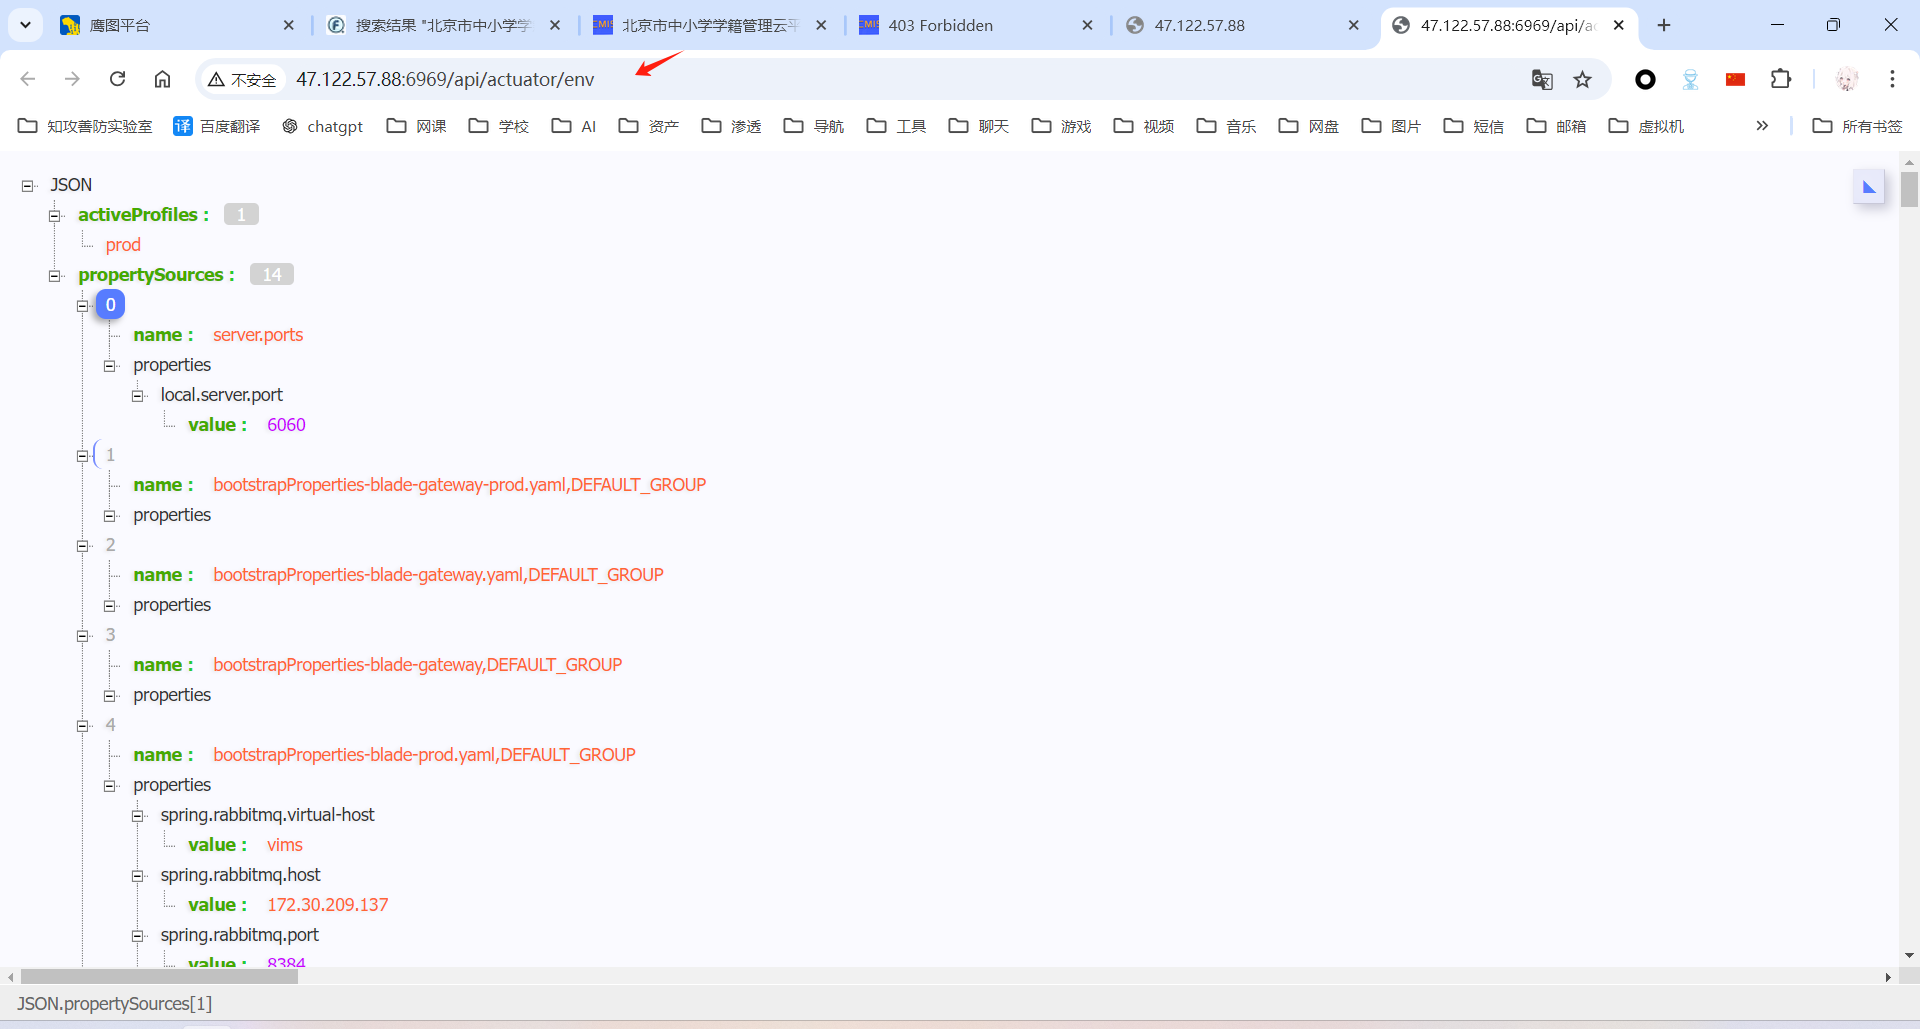 鹰图平台
搜索结果 "北京市中小学学
北京市中小学学籍管理云平
403 Forbidden
47.122.57.88
47.122.57.88:6969/api/a
不安全
47.122.57.88:6969/api/actuator/env
知攻善防实验室
译 百度翻译
chatgpt
网课
学校
AI
资产
渗透
导航
工具
聊天
游戏
视频
音乐
网盘
图片
短信
邮箱
虚拟机
»
所有书签
JSON
activeProfiles : 1
prod
propertySources : 14
0
name : server.ports
properties
local.server.port
value : 6060
1
name : bootstrapProperties-blade-gateway-prod.yaml,DEFAULT_GROUP
properties
2
name : bootstrapProperties-blade-gateway.yaml,DEFAULT_GROUP
properties
3
name : bootstrapProperties-blade-gateway,DEFAULT_GROUP
properties
4
name : bootstrapProperties-blade-prod.yaml,DEFAULT_GROUP
properties
spring.rabbitmq.virtual-host
value : vims
spring.rabbitmq.host
value : 172.30.209.137
spring.rabbitmq.port
value : 8384
JSON.propertySources[1]